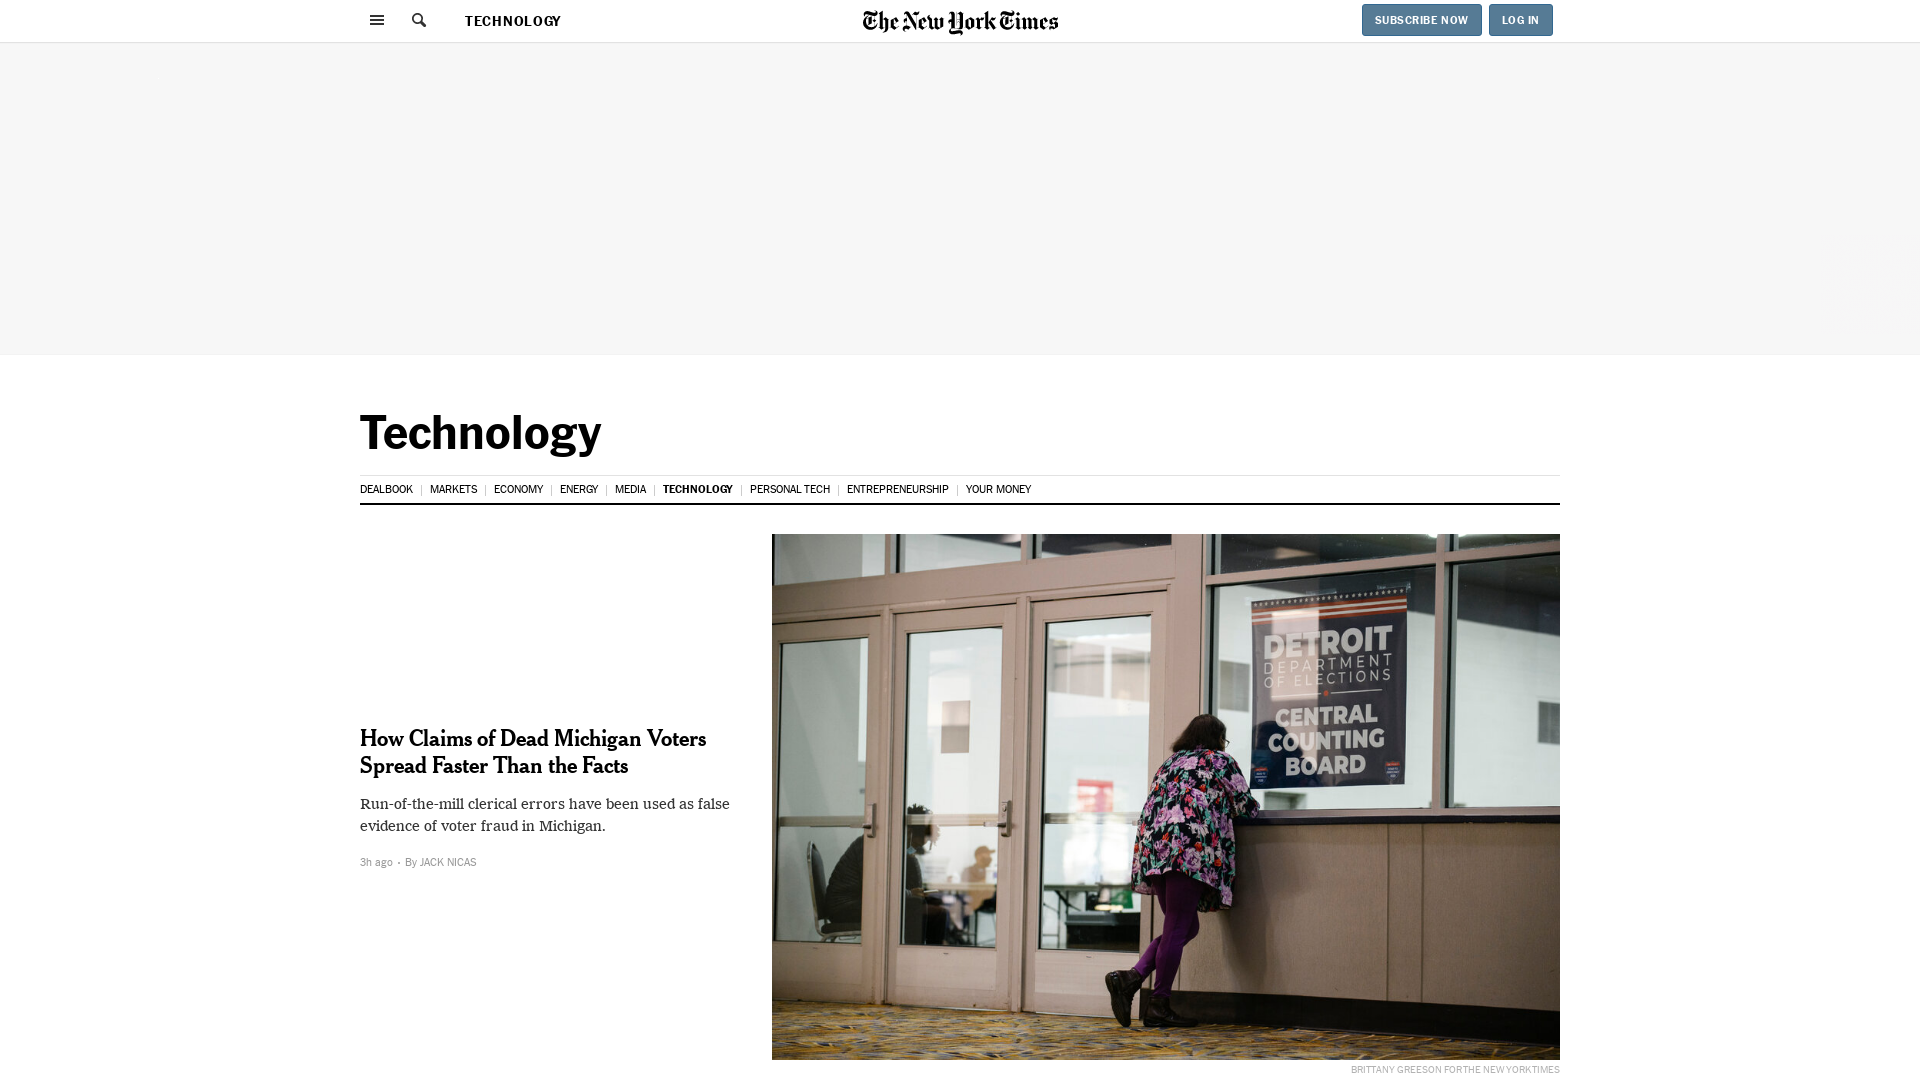 TECHNOLOGY
The New York Times
SUBSCRIBE NOW
LOG IN
Technology
DEALBOOK
MARKETS
ECONOMY
ENERGY
MEDIA
TECHNOLOGY
PERSONAL TECH
ENTREPRENEURSHIP
YOUR MONEY
DETROIT
DEPARTMENT
OF ELECTIONS
CENTRAL
COUNTING
BOARD
How Claims of Dead Michigan Voters
Spread Faster Than the Facts
Run-of-the-mill clerical errors have been used as false
evidence of voter fraud in Michigan.
3h ago · By JACK NICAS
BRITTANY GREESON FOR THE NEW YORK TIMES